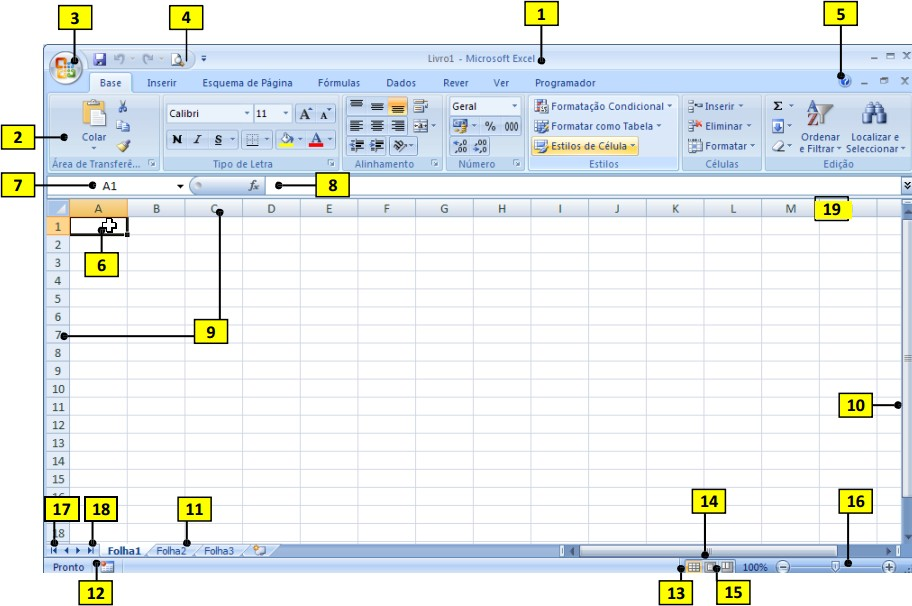 3
4
1
5
Livro1 - Microsoft Excel
Base Inserir Esquema de Página Fórmulas Dados Rever Ver Programador
Calibri 11 A A Geral Formatação Condicional Inserir Σ
2
Colar N I S A % 000 Formatar como Tabela Eliminar Ordenar Localizar e
,00 ,00 Estilos de Célula Formatar e Filtrar Seleccionar
Área de Transferê... Tipo de Letra Alinhamento Número Estilos Células Edição
7 A1 fx 8
A B C D E F G H I J K L M 19
1
2
6
3
4
5
6
7 9
8
9
10
11 10
12
13
14
15
17 18 11 14 16
18
Folha1 Folha2 Folha3
Pronto 100%
12 13 15